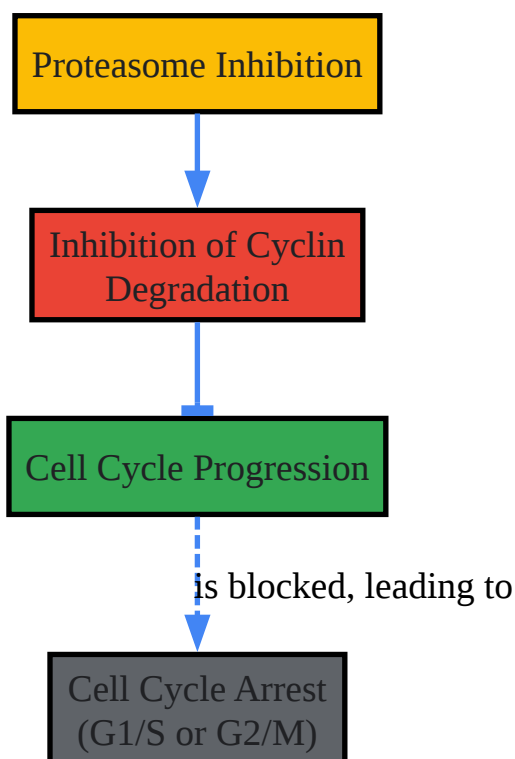 Proteasome Inhibition
Inhibition of Cyclin
Degradation
Cell Cycle Progression
is blocked, leading to
Cell Cycle Arrest
(G1/S or G2/M)